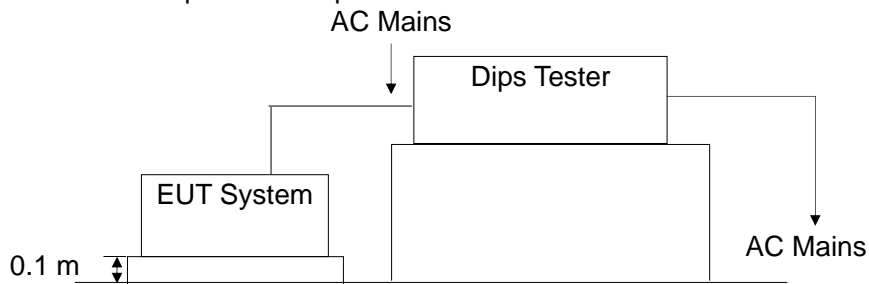 AC Mains
Dips Tester
EUT System
AC Mains
0.1 m